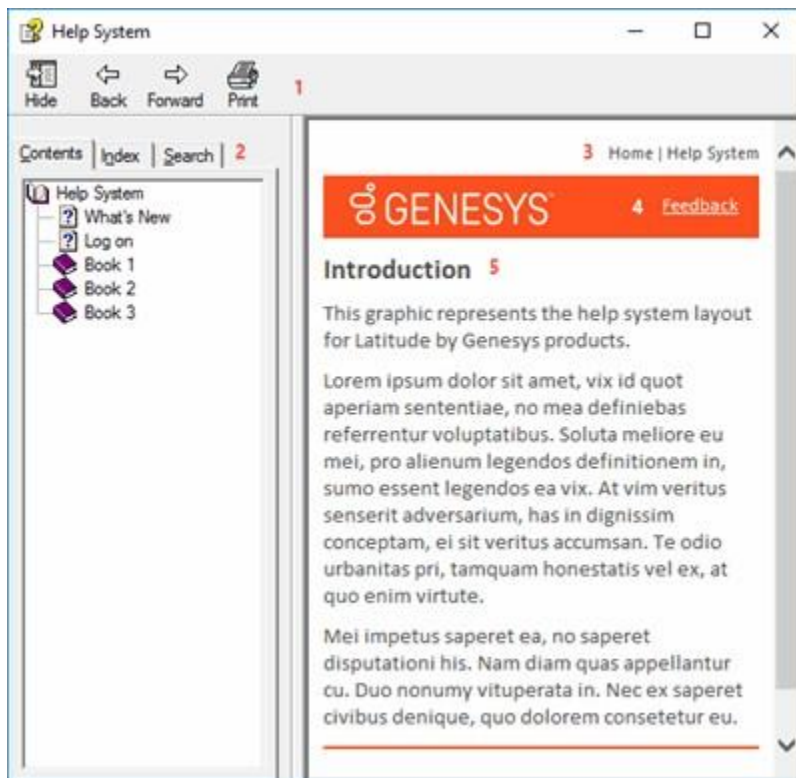 Help System
Hide Back Forward Print 1
Contents Index Search 2
Help System
What's New
Log on
Book 1
Book 2
Book 3
3 Home | Help System
GENESYS 4 Feedback
Introduction 5
This graphic represents the help system layout
for Latitude by Genesys products.
Lorem ipsum dolor sit amet, vix id quot
aperiam sententiae, no mea definiebas
referrentur voluptatibus. Soluta meliore eu
mei, pro alienum legendos definitionem in,
sumo essent legendos ea vix. At vim veritus
senserit adversarium, has in dignissim
conceptam, ei sit veritus accumsan. Te odio
urbanitas pri, tamquam honestatis vel ex, at
quo enim virtute.
Mei impetus saperet ea, no saperet
disputationi his. Nam diam quas appellantur
cu. Duo nonumy vituperata in. Nec ex saperet
civibus denique, quo dolorem consetetur eu.